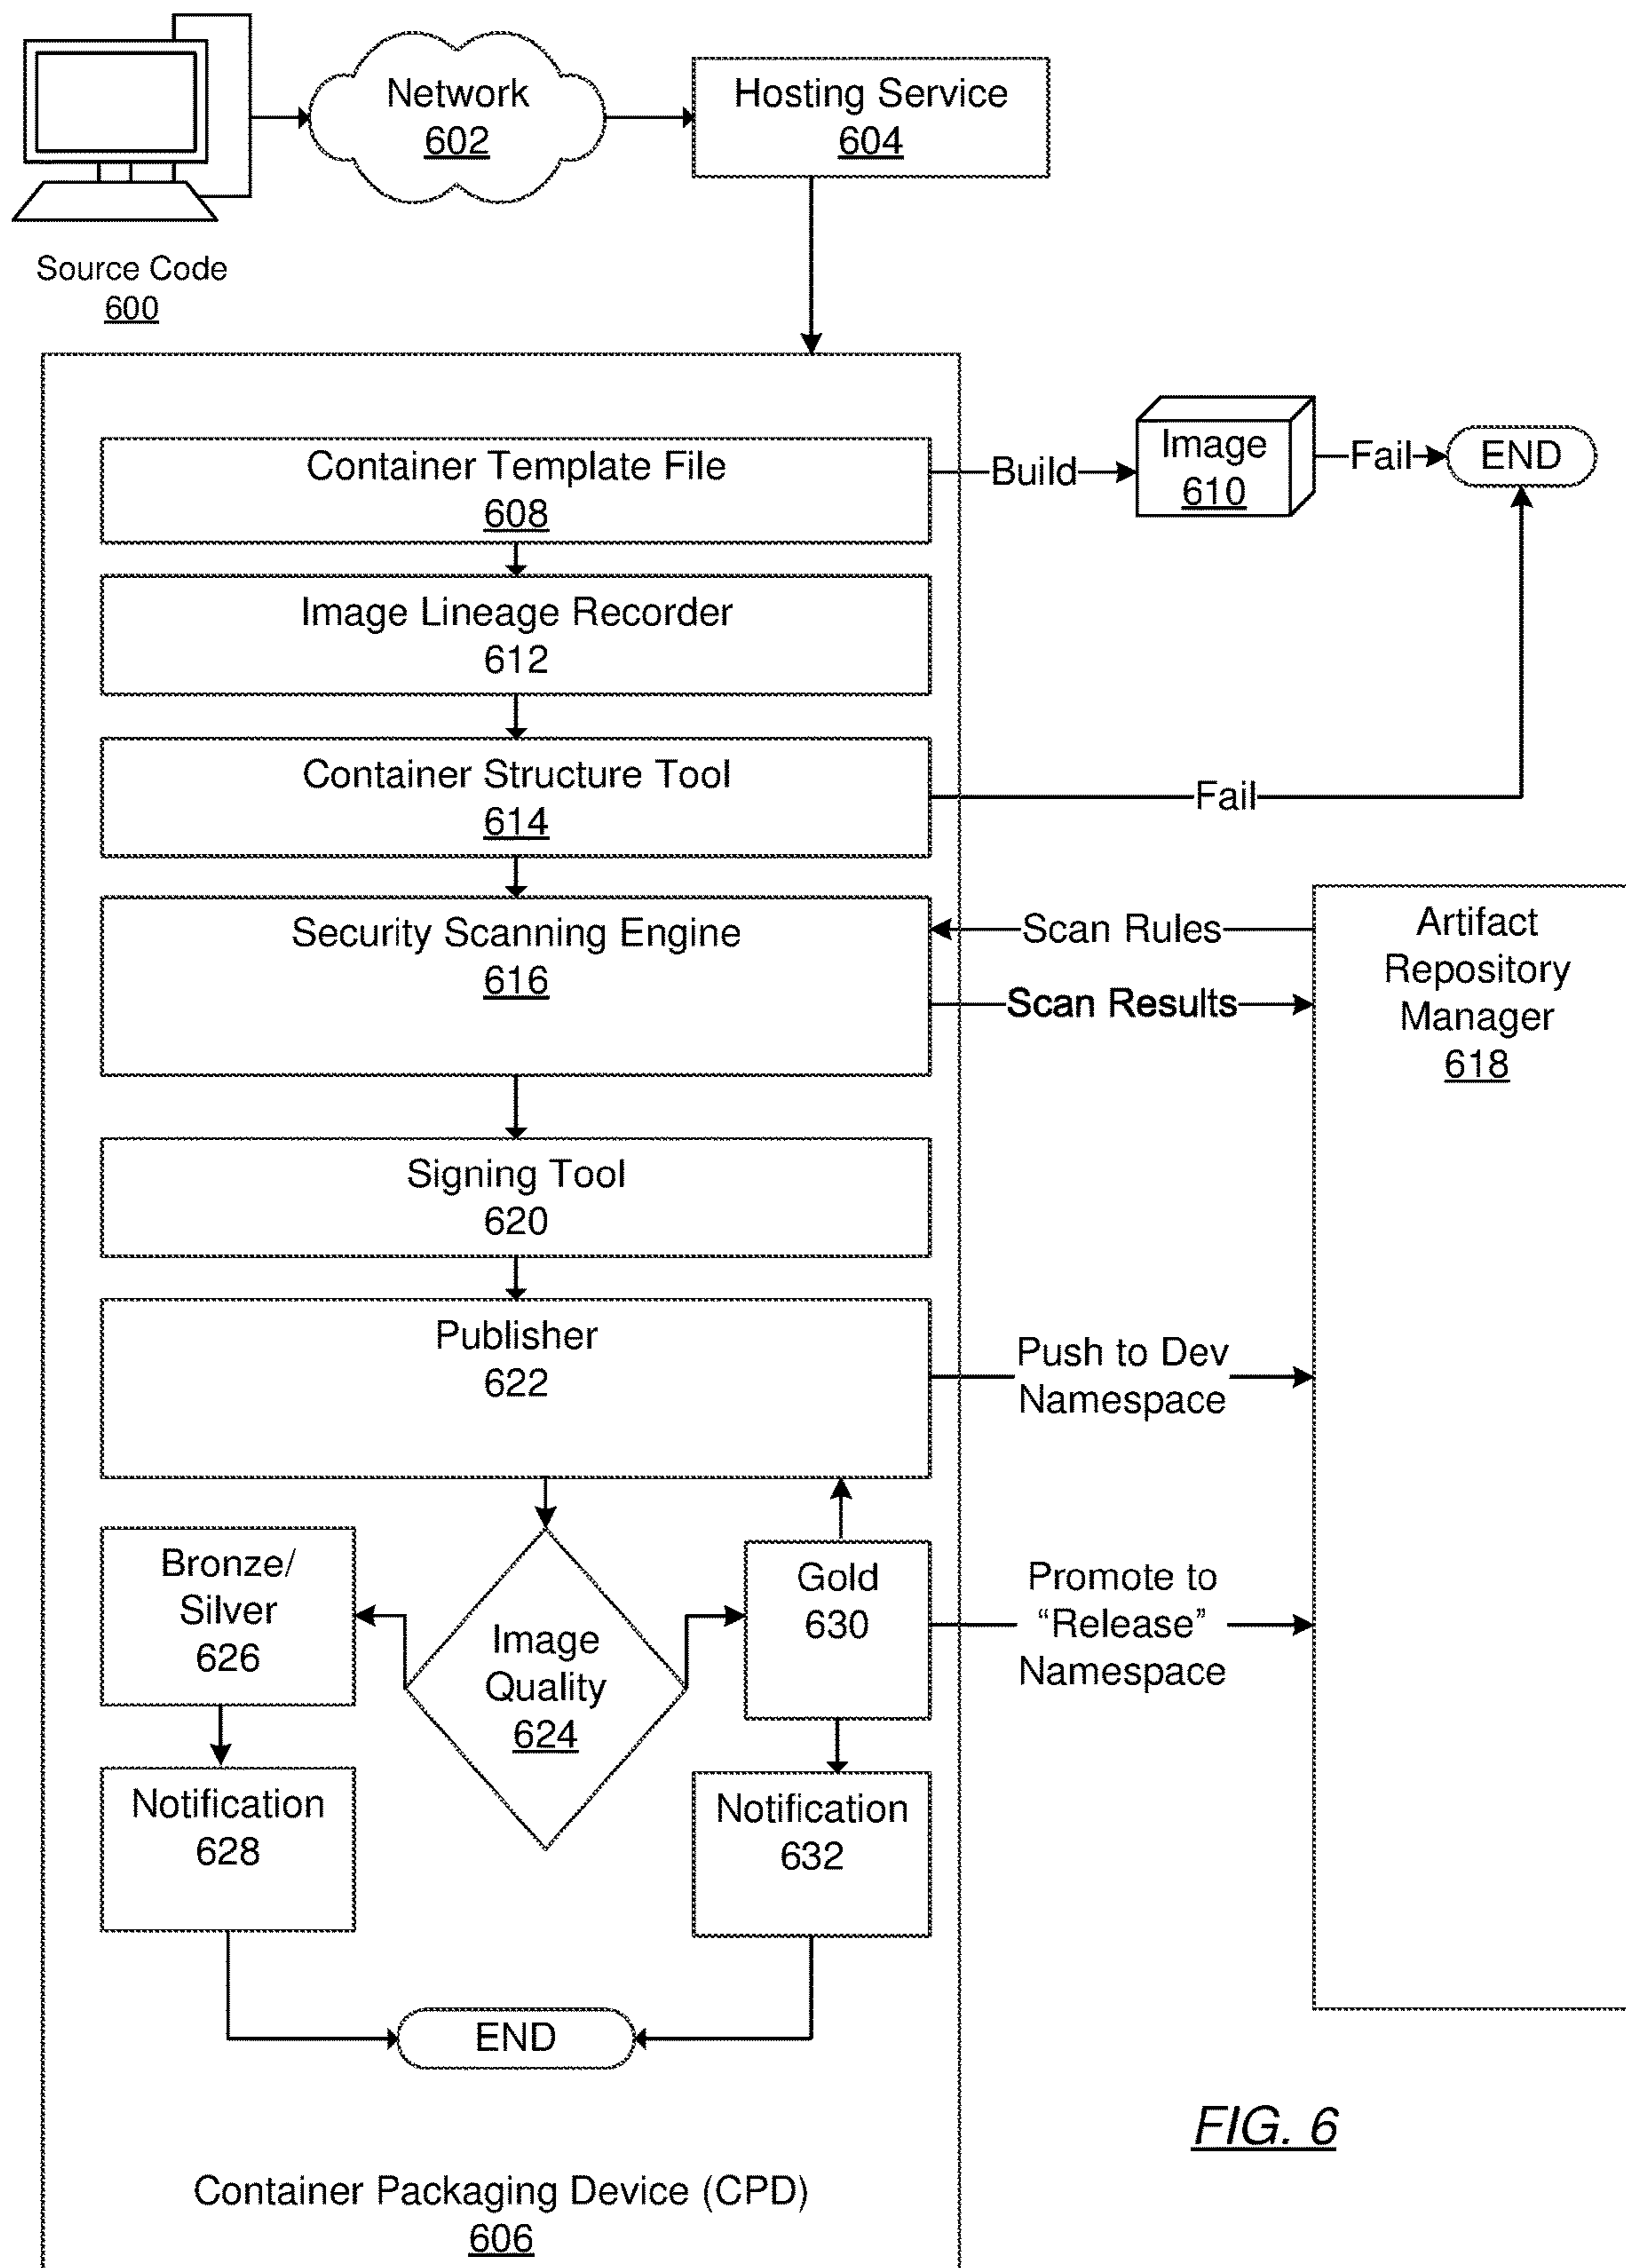 Network
602
Hosting Service
604
Source Code
600
Container Template File
608
Build
Image
610
Fail
END
Image Lineage Recorder
612
Container Structure Tool
614
Fail
Security Scanning Engine
616
Scan Rules
Scan Results
Artifact
Repository
Manager
618
Signing Tool
620
Publisher
622
Push to Dev
Namespace
Bronze/
Silver
626
Image
Quality
624
Gold
630
Promote to
“Release”
Namespace
Notification
628
Notification
632
END
FIG. 6
Container Packaging Device (CPD)
606